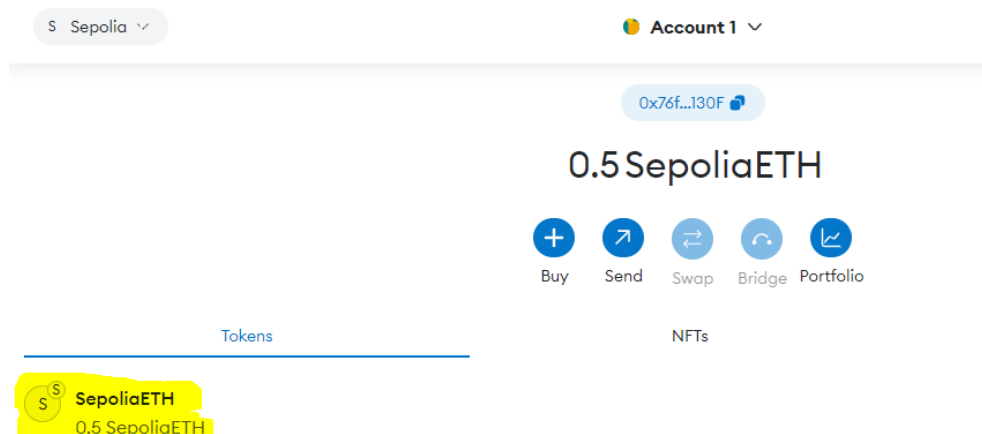 S Sepolia
Account 1
0x76f...130F
0.5 SepoliaETH
Buy Send Swap Bridge Portfolio
Tokens NFTs
S S SepoliaETH
0.5 SepoliaETH